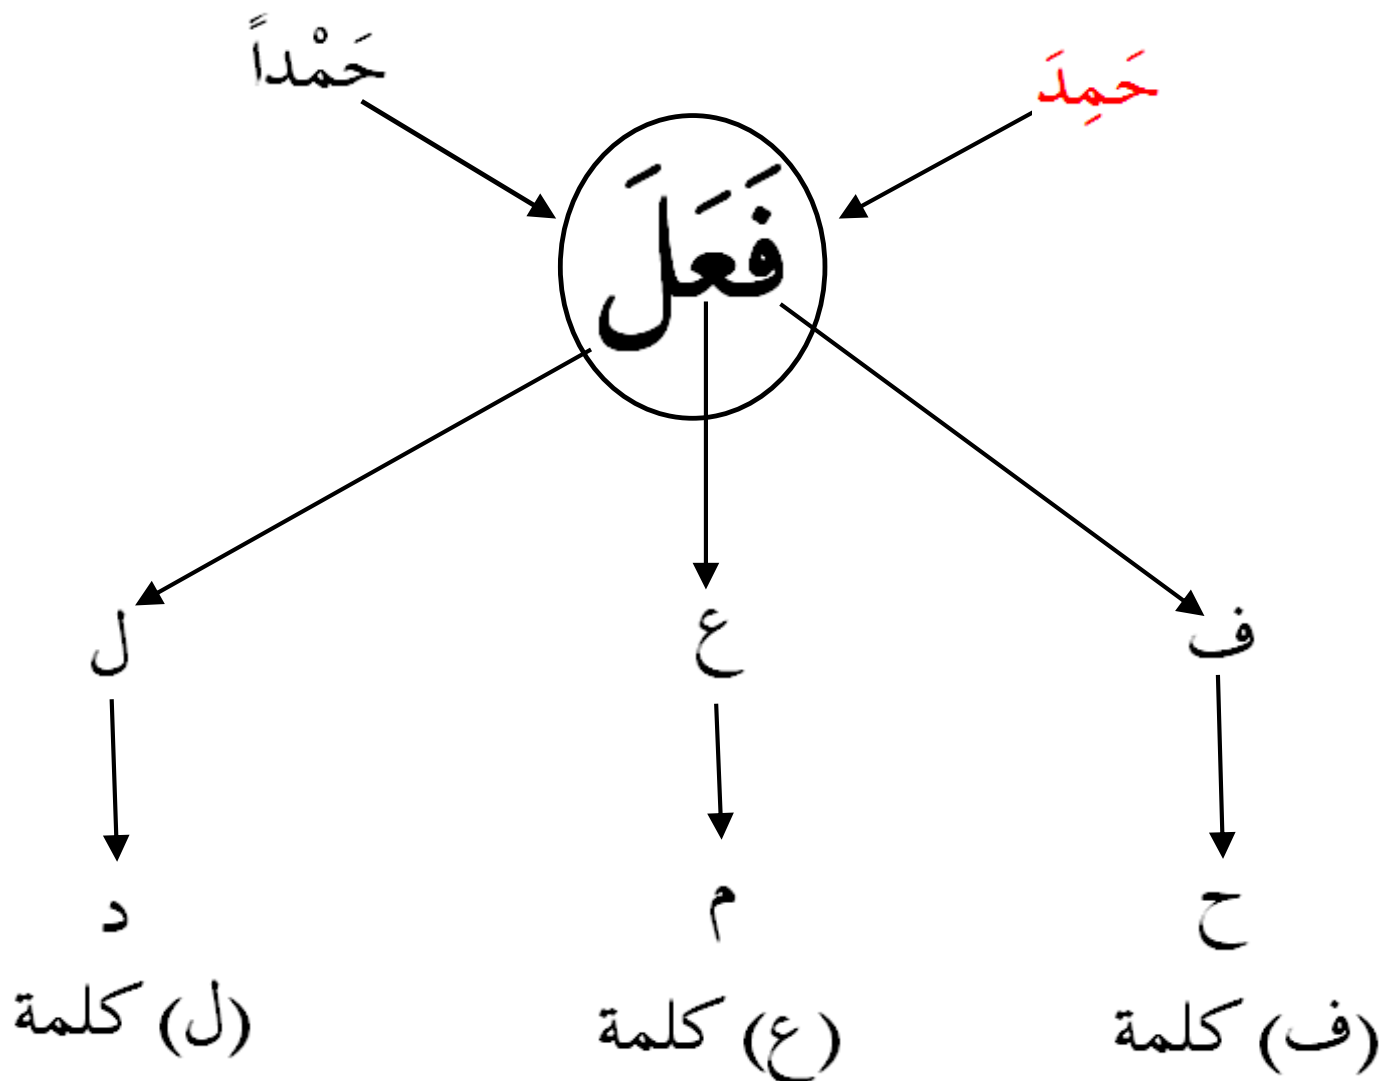 حَمِدَ حَمْداً
فَعَلَ
ف ع ل
ح م د
(ف) كلمة (ع) كلمة (ل) كلمة